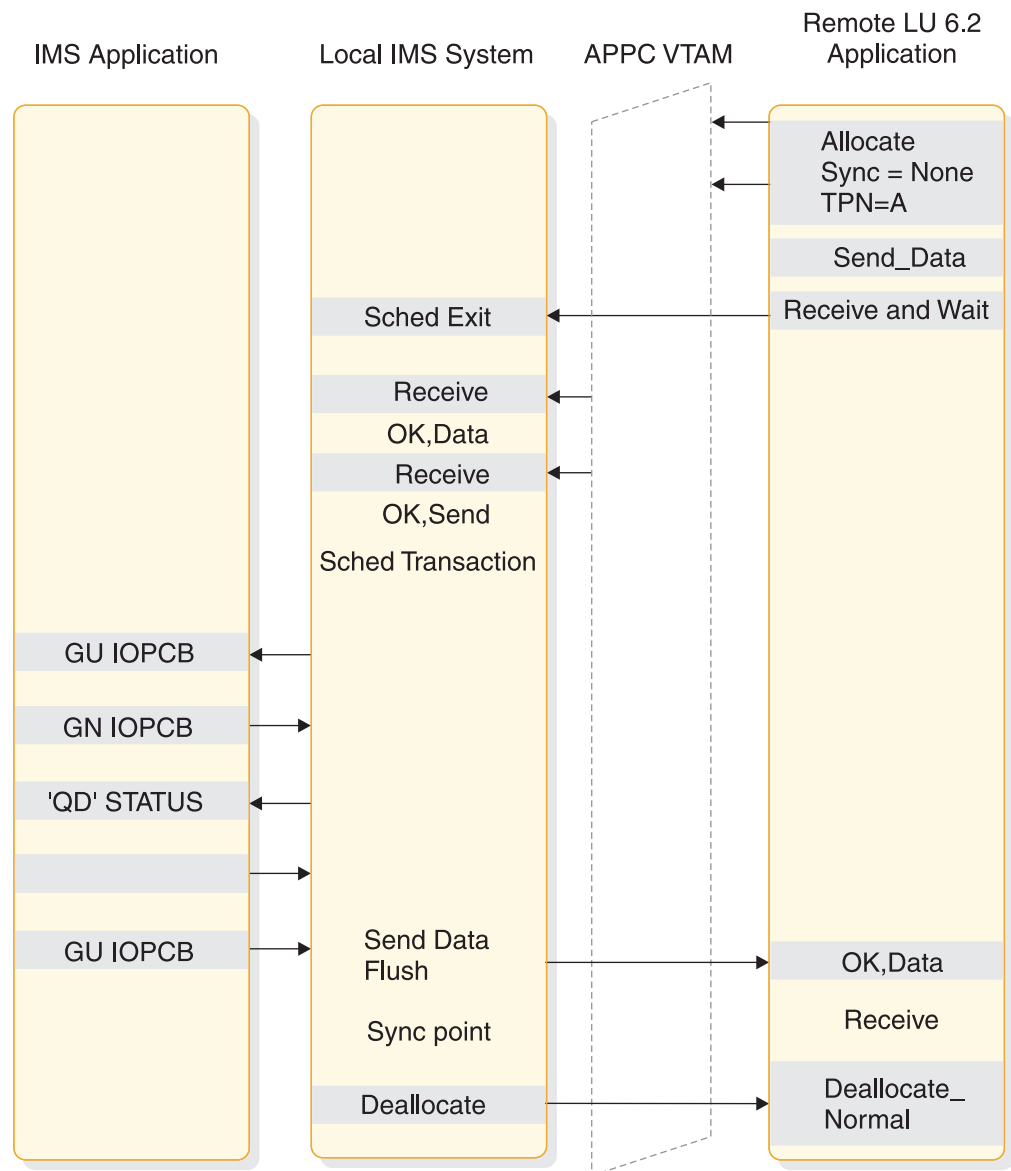 IMS Application
Local IMS System
APPC VTAM
Remote LU 6.2
Application
Allocate
Sync = None
TPN=A
Send_Data
Sched Exit
Receive and Wait
Receive
OK,Data
Receive
OK,Send
Sched Transaction
GU IOPCB
GN IOPCB
'QD' STATUS
GU IOPCB
Send Data
Flush
OK,Data
Sync point
Receive
Deallocate
Deallocate_
Normal